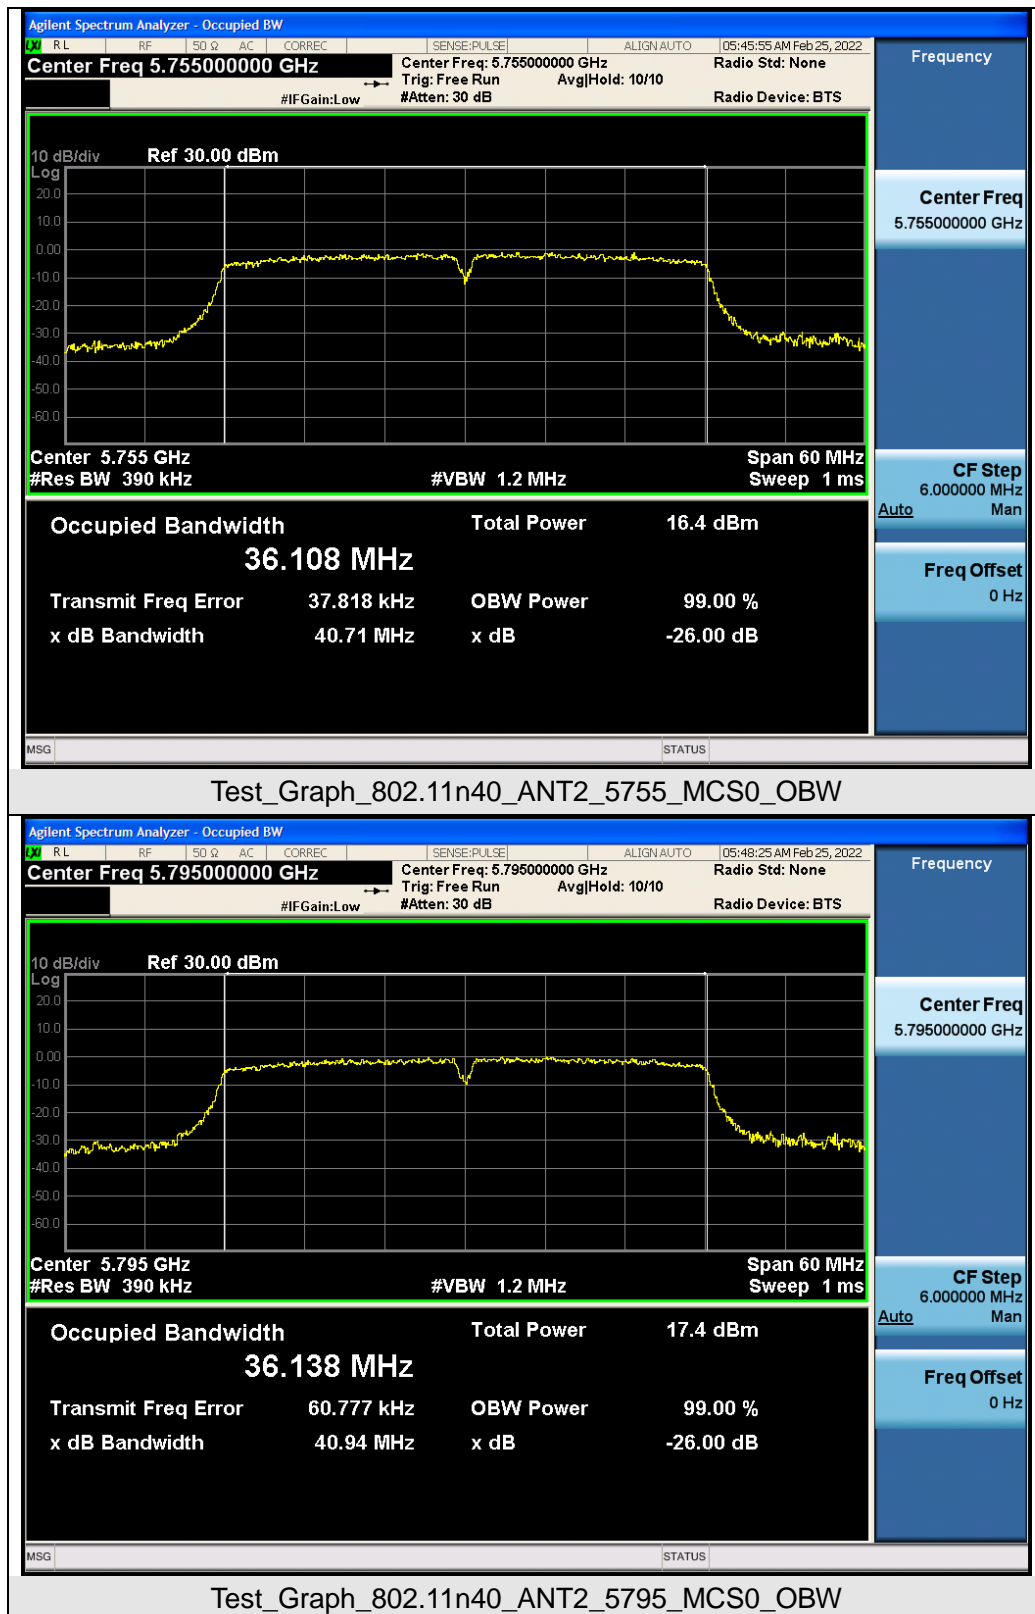 Agilent Spectrum Analyzer - Occupied BW
LXI RL RF 50 Ω AC CORREC SENSE:PULSE ALIGN AUTO 05:45:55 AM Feb 25, 2022
Center Freq 5.755000000 GHz
Center Freq: 5.755000000 GHz Radio Std: None
Trig: Free Run Avg|Hold: 10/10
#IFGain:Low #Atten: 30 dB Radio Device: BTS
10 dB/div Ref 30.00 dBm
Log
20.0
10.0
0.00
-10.0
-20.0
-30.0
-40.0
-50.0
-60.0
Center 5.755 GHz Span 60 MHz
#Res BW 390 kHz #VBW 1.2 MHz Sweep 1 ms
Occupied Bandwidth Total Power 16.4 dBm
36.108 MHz
Transmit Freq Error 37.818 kHz OBW Power 99.00 %
x dB Bandwidth 40.71 MHz x dB -26.00 dB
MSG STATUS
Frequency
Center Freq
5.755000000 GHz
CF Step
6.000000 MHz
Auto Man
Freq Offset
0 Hz
Test_Graph_802.11n40_ANT2_5755_MCS0_OBW
Agilent Spectrum Analyzer - Occupied BW
LXI RL RF 50 Ω AC CORREC SENSE:PULSE ALIGN AUTO 05:48:25 AM Feb 25, 2022
Center Freq 5.795000000 GHz
Center Freq: 5.795000000 GHz Radio Std: None
Trig: Free Run Avg|Hold: 10/10
#IFGain:Low #Atten: 30 dB Radio Device: BTS
10 dB/div Ref 30.00 dBm
Log
20.0
10.0
0.00
-10.0
-20.0
-30.0
-40.0
-50.0
-60.0
Center 5.795 GHz Span 60 MHz
#Res BW 390 kHz #VBW 1.2 MHz Sweep 1 ms
Occupied Bandwidth Total Power 17.4 dBm
36.138 MHz
Transmit Freq Error 60.777 kHz OBW Power 99.00 %
x dB Bandwidth 40.94 MHz x dB -26.00 dB
MSG STATUS
Frequency
Center Freq
5.795000000 GHz
CF Step
6.000000 MHz
Auto Man
Freq Offset
0 Hz
Test_Graph_802.11n40_ANT2_5795_MCS0_OBW